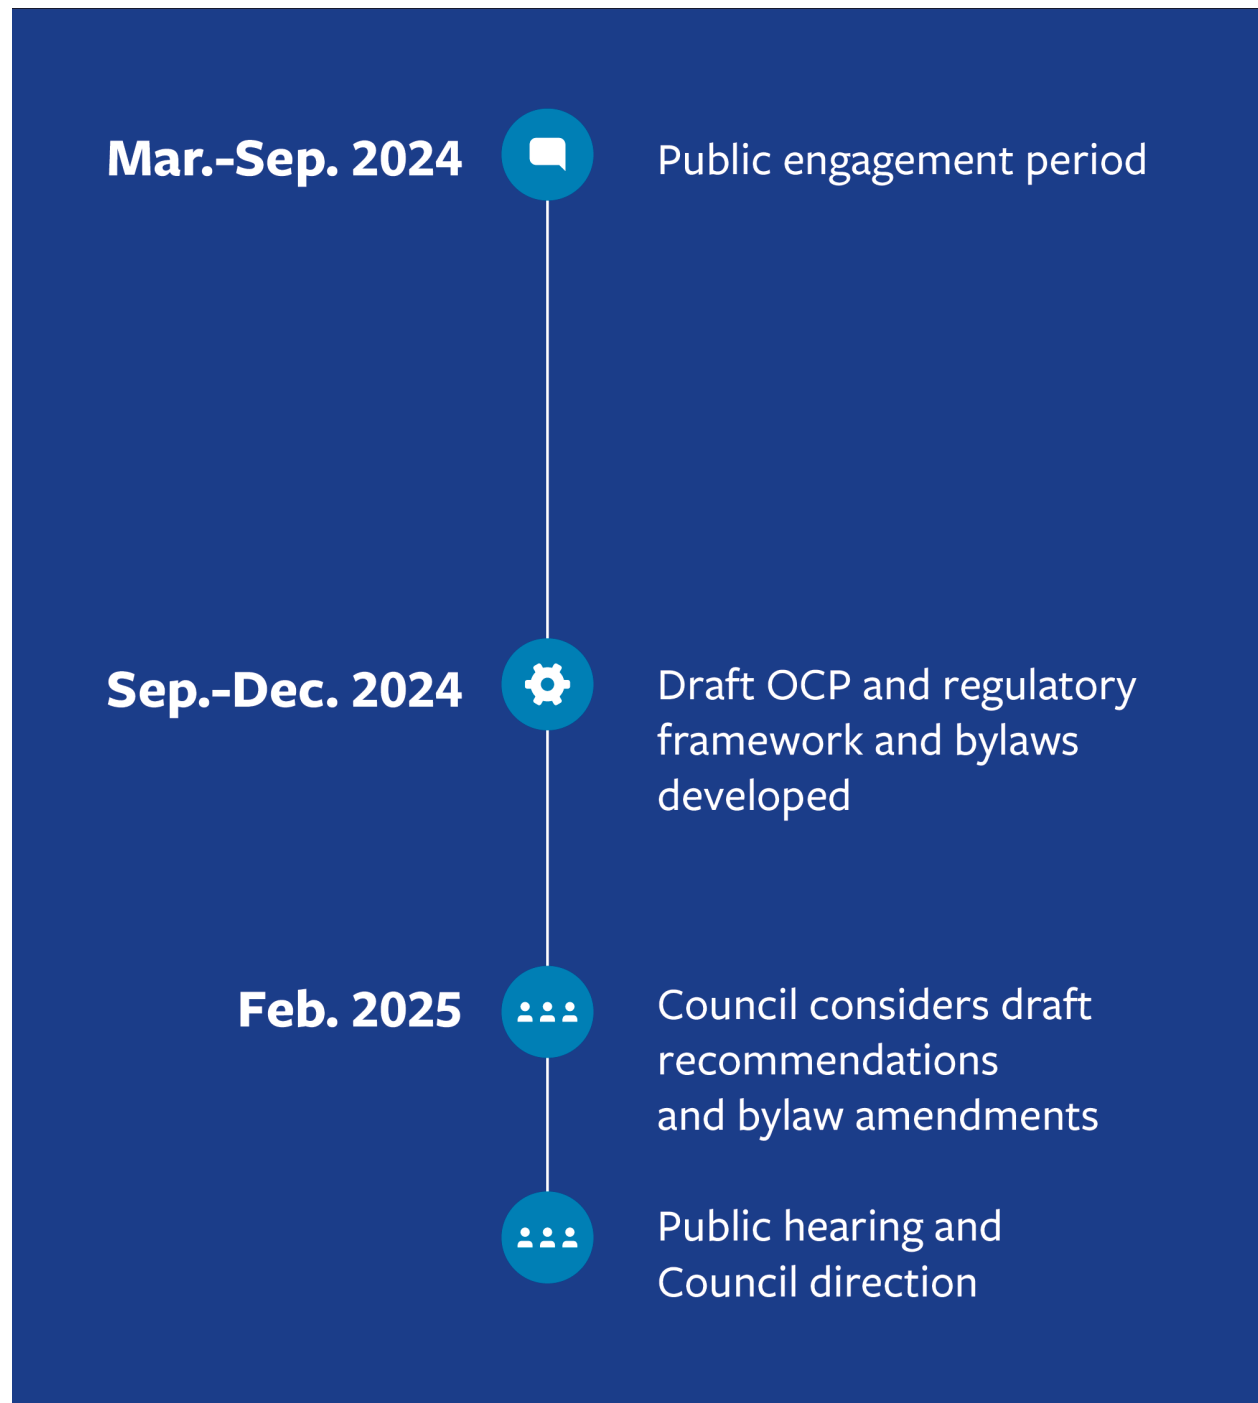 Mar.-Sep. 2024
Public engagement period
Sep.-Dec. 2024
Draft OCP and regulatory
framework and bylaws
developed
Feb. 2025
Council considers draft
recommendations
and bylaw amendments
Public hearing and
Council direction